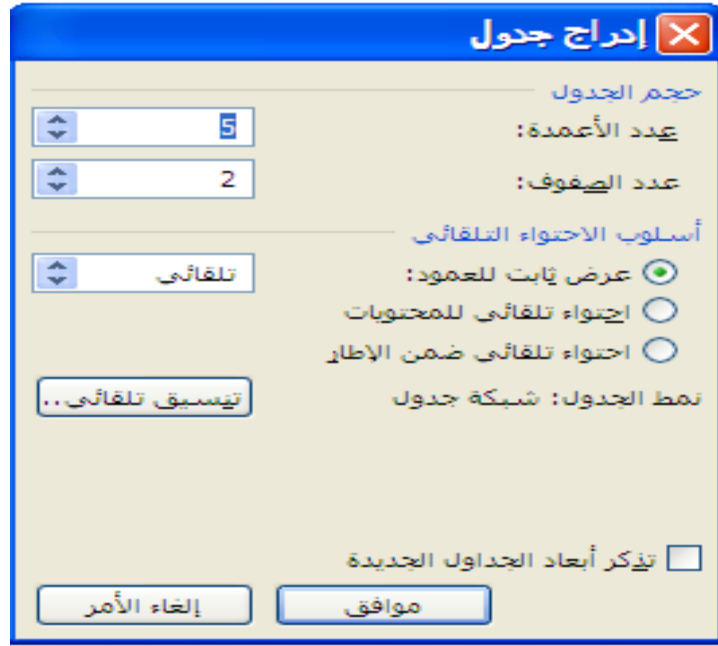 إدراج جدول
حجم الجدول
عدد الأعمدة: 5
عدد الصفوف: 2
أسلوب الاحتواء التلقائي
عرض ثابت للعمود: تلقائي
احتواء تلقائي للمحتويات
احتواء تلقائي ضمن الإطار
نمط الجدول: شبكة جدول تنسيق تلقائي..
تذكر أبعاد الجداول الجديدة
موافق إلغاء الأمر